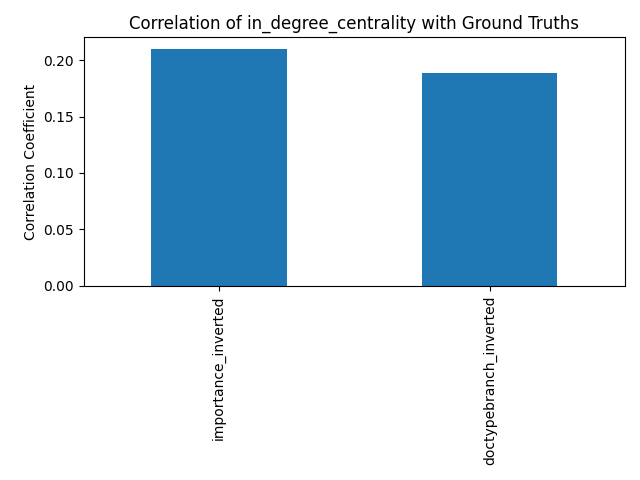 Correlation of in_degree_centrality with Ground Truths
Correlation Coefficient
0.20
0.15
0.10
0.05
0.00
importance_inverted
doctypebranch_inverted